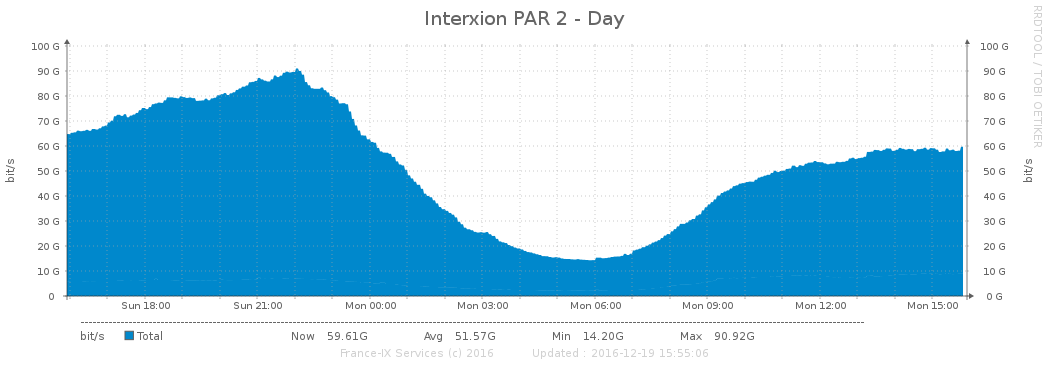 Interxion PAR 2 - Day
RRDTOOL / TOBI OETIKER
100 G 100 G
90 G 90 G
80 G 80 G
70 G 70 G
60 G 60 G
50 G 50 G
40 G 40 G
30 G 30 G
20 G 20 G
10 G 10 G
0 0 G
bit/s bit/s
Sun 18:00 Sun 21:00 Mon 00:00 Mon 03:00 Mon 06:00 Mon 09:00 Mon 12:00 Mon 15:00
bit/s Total Now 59.61G Avg 51.57G Min 14.20G Max 90.92G
France-IX Services (c) 2016 Updated : 2016-12-19 15:55:06